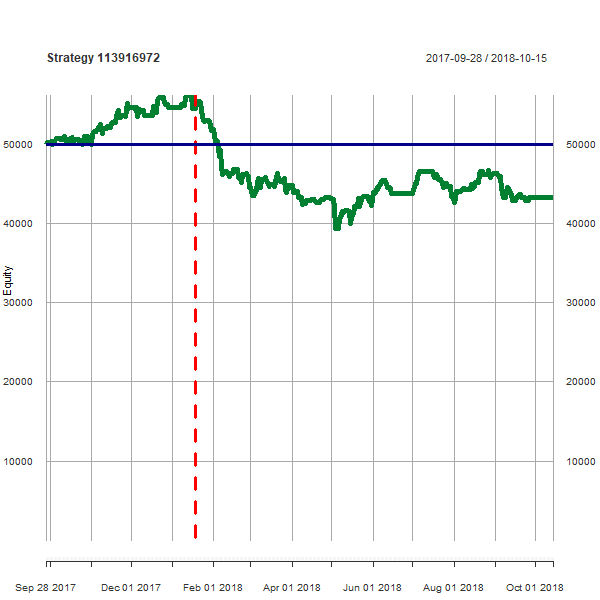 Strategy 113916972
2017-09-28 / 2018-10-15
50000
50000
40000
40000
30000
30000
Equity
20000
20000
10000
10000
Sep 28 2017
Dec 01 2017
Feb 01 2018
Apr 01 2018
Jun 01 2018
Aug 01 2018
Oct 01 2018